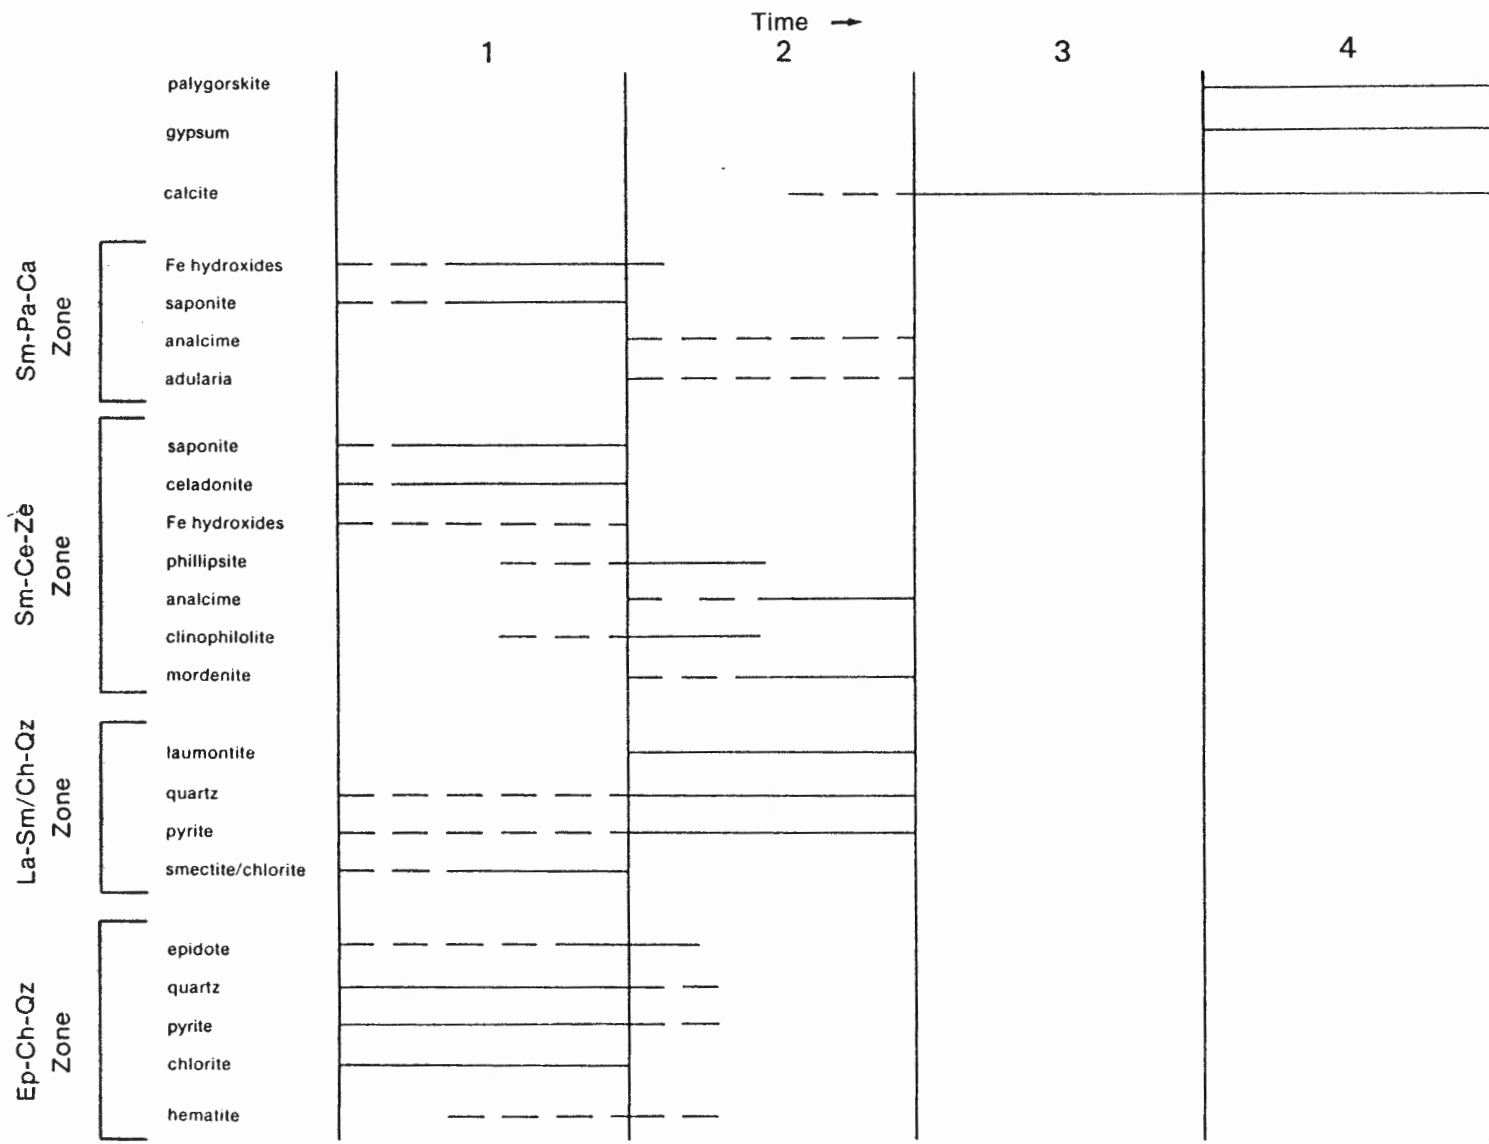 Time →
1 2 3 4
palygorskite
gypsum
calcite
Sm-Pa-Ca
Zone
Fe hydroxides
saponite
analcime
adularia
Sm-Ce-Ze
Zone
saponite
celadonite
Fe hydroxides
phillipsite
analcime
clinophilolite
mordenite
La-Sm/Ch-Qz
Zone
laumontite
quartz
pyrite
smectite/chlorite
Ep-Ch-Qz
Zone
epidote
quartz
pyrite
chlorite
hematite